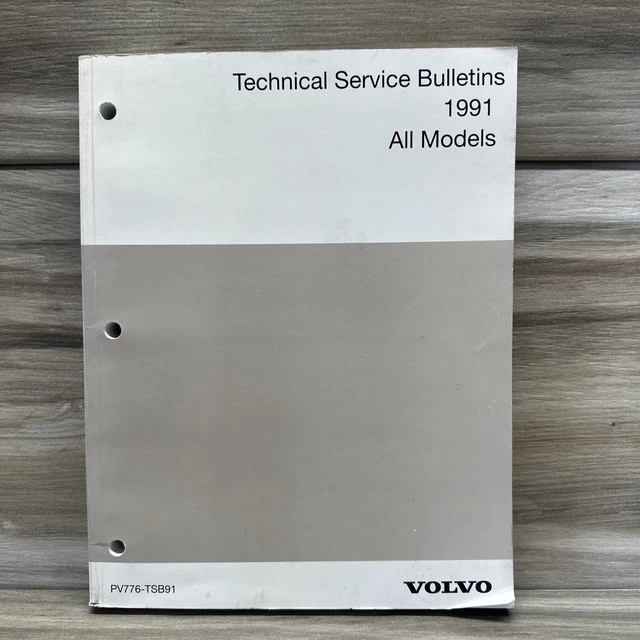 Technical Service Bulletins
1991
All Models
PV776-TSB91
VOLVO